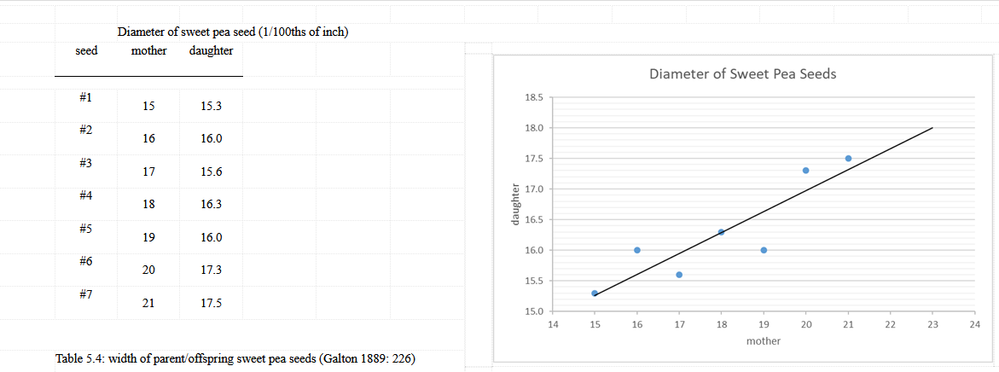 Diameter of sweet pea seed (1/100ths of inch)
seed mother daughter
#1 15 15.3
#2 16 16.0
#3 17 15.6
#4 18 16.3
#5 19 16.0
#6 20 17.3
#7 21 17.5
Table 5.4: width of parent/offspring sweet pea seeds (Galton 1889: 226)
Diameter of Sweet Pea Seeds
18.5
18.0
17.5
17.0
16.5
16.0
15.5
15.0
daughter
14 15 16 17 18 19 20 21 22 23 24
mother